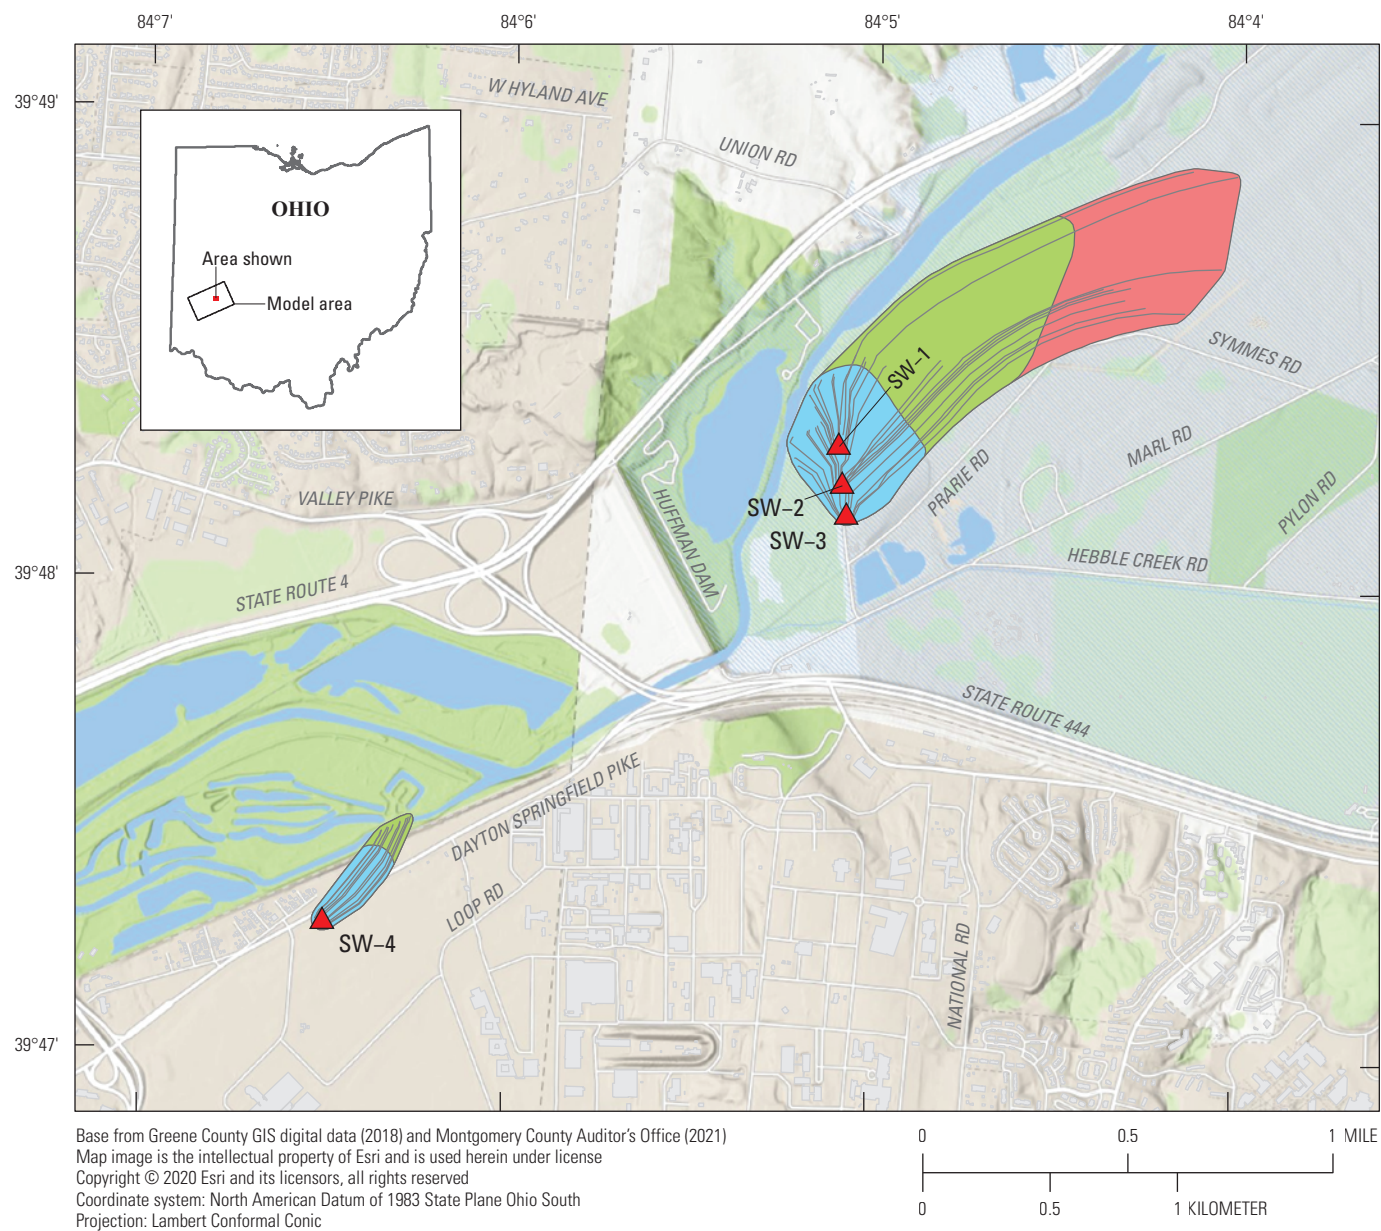 84°7'
84°6'
84°5'
84°4'
39°49'
W HYLAND AVE
UNION RD
OHIO
Area shown
Model area
SW–1
SYMMES RD
MARL RD
PRARIE RD
PYLON RD
VALLEY PIKE
SW–2
SW–3
HUFFMAN DAM
HEBBLE CREEK RD
39°48'
STATE ROUTE 4
STATE ROUTE 444
DAYTON SPRINGFIELD PIKE
LOOP RD
SW–4
NATIONAL RD
39°47'
Base from Greene County GIS digital data (2018) and Montgomery County Auditor's Office (2021)
Map image is the intellectual property of Esri and is used herein under license
Copyright © 2020 Esri and its licensors, all rights reserved
Coordinate system: North American Datum of 1983 State Plane Ohio South
Projection: Lambert Conformal Conic
0 0.5 1 MILE
0 0.5 1 KILOMETER